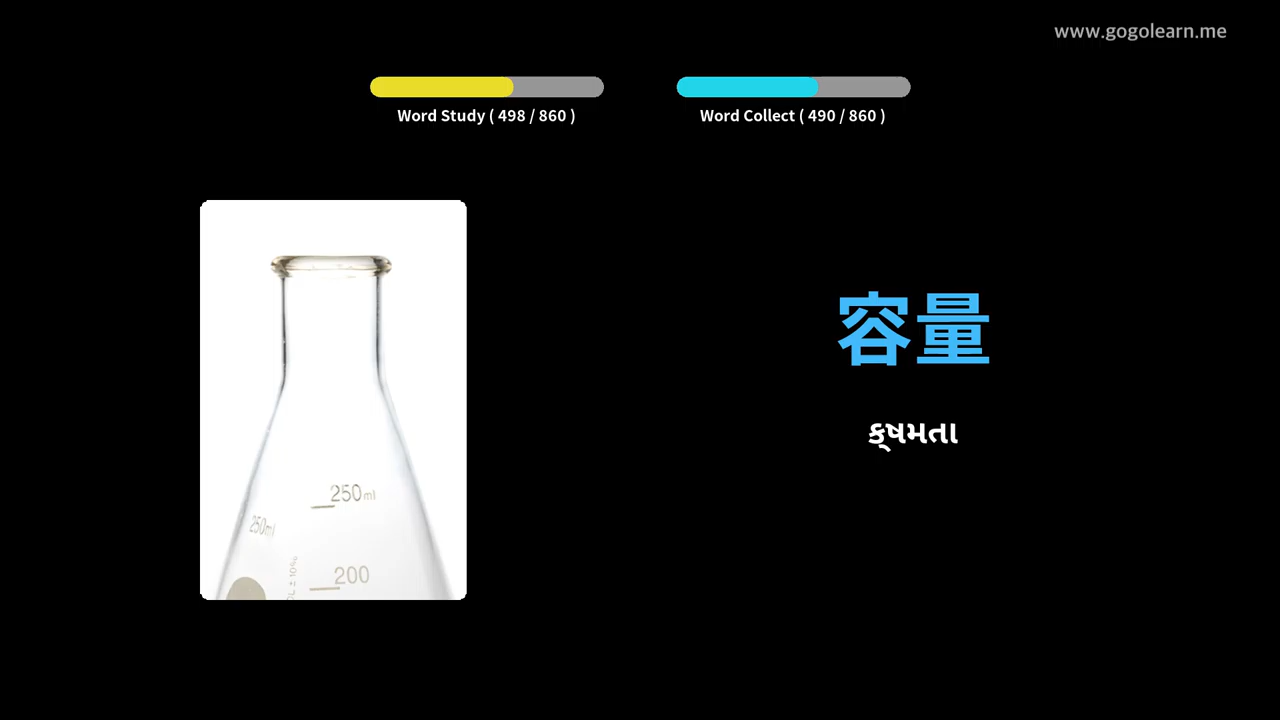 www.gogolearn.me
Word Study ( 498 / 860 )
Word Collect ( 490 / 860 )
容量
ક્ષમતા
250ml
250ml
200